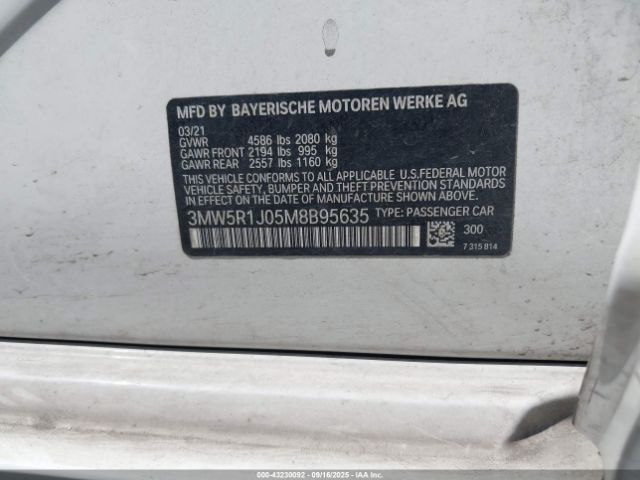 MFD BY BAYERISCHE MOTOREN WERKE AG
03/21
GVWR 4586 lbs 2080 kg
GAWR FRONT 2194 lbs 995 kg
GAWR REAR 2557 lbs 1160 kg
THIS VEHICLE CONFORMS TO ALL APPLICABLE U.S.FEDERAL MOTOR
VEHICLE SAFETY, BUMPER AND THEFT PREVENTION STANDARDS
IN EFFECT ON THE DATE OF MANUFACTURE SHOWN ABOVE.
3MW5R1J05M8B95635 TYPE: PASSENGER CAR
300
7 315 814
000-43230092 - 09/16/2025 - IAA Inc.